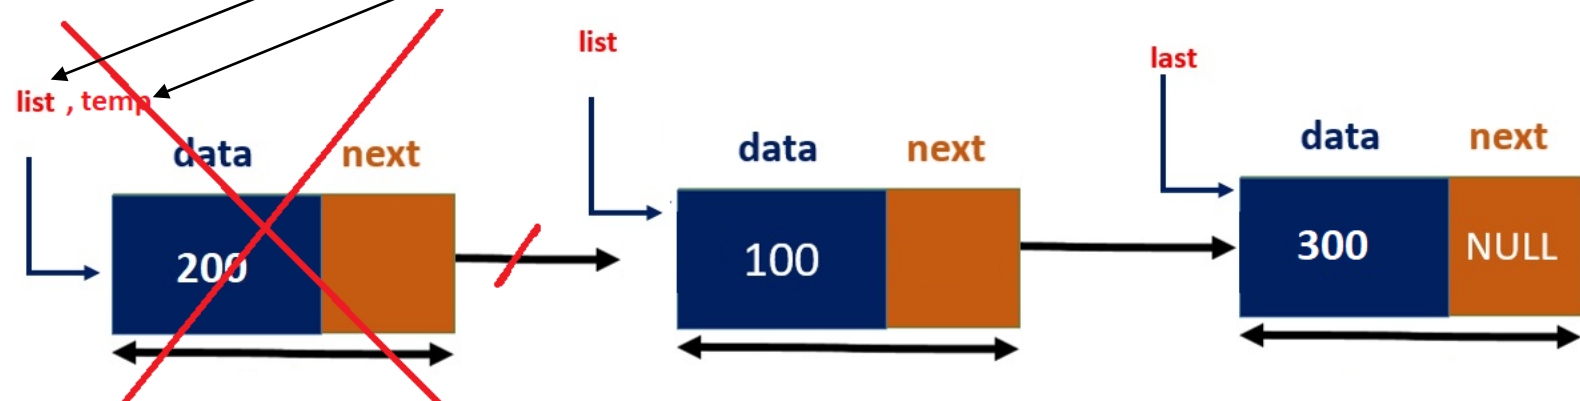 list
last
list , temp
data next
data next
data next
200
100
300 NULL